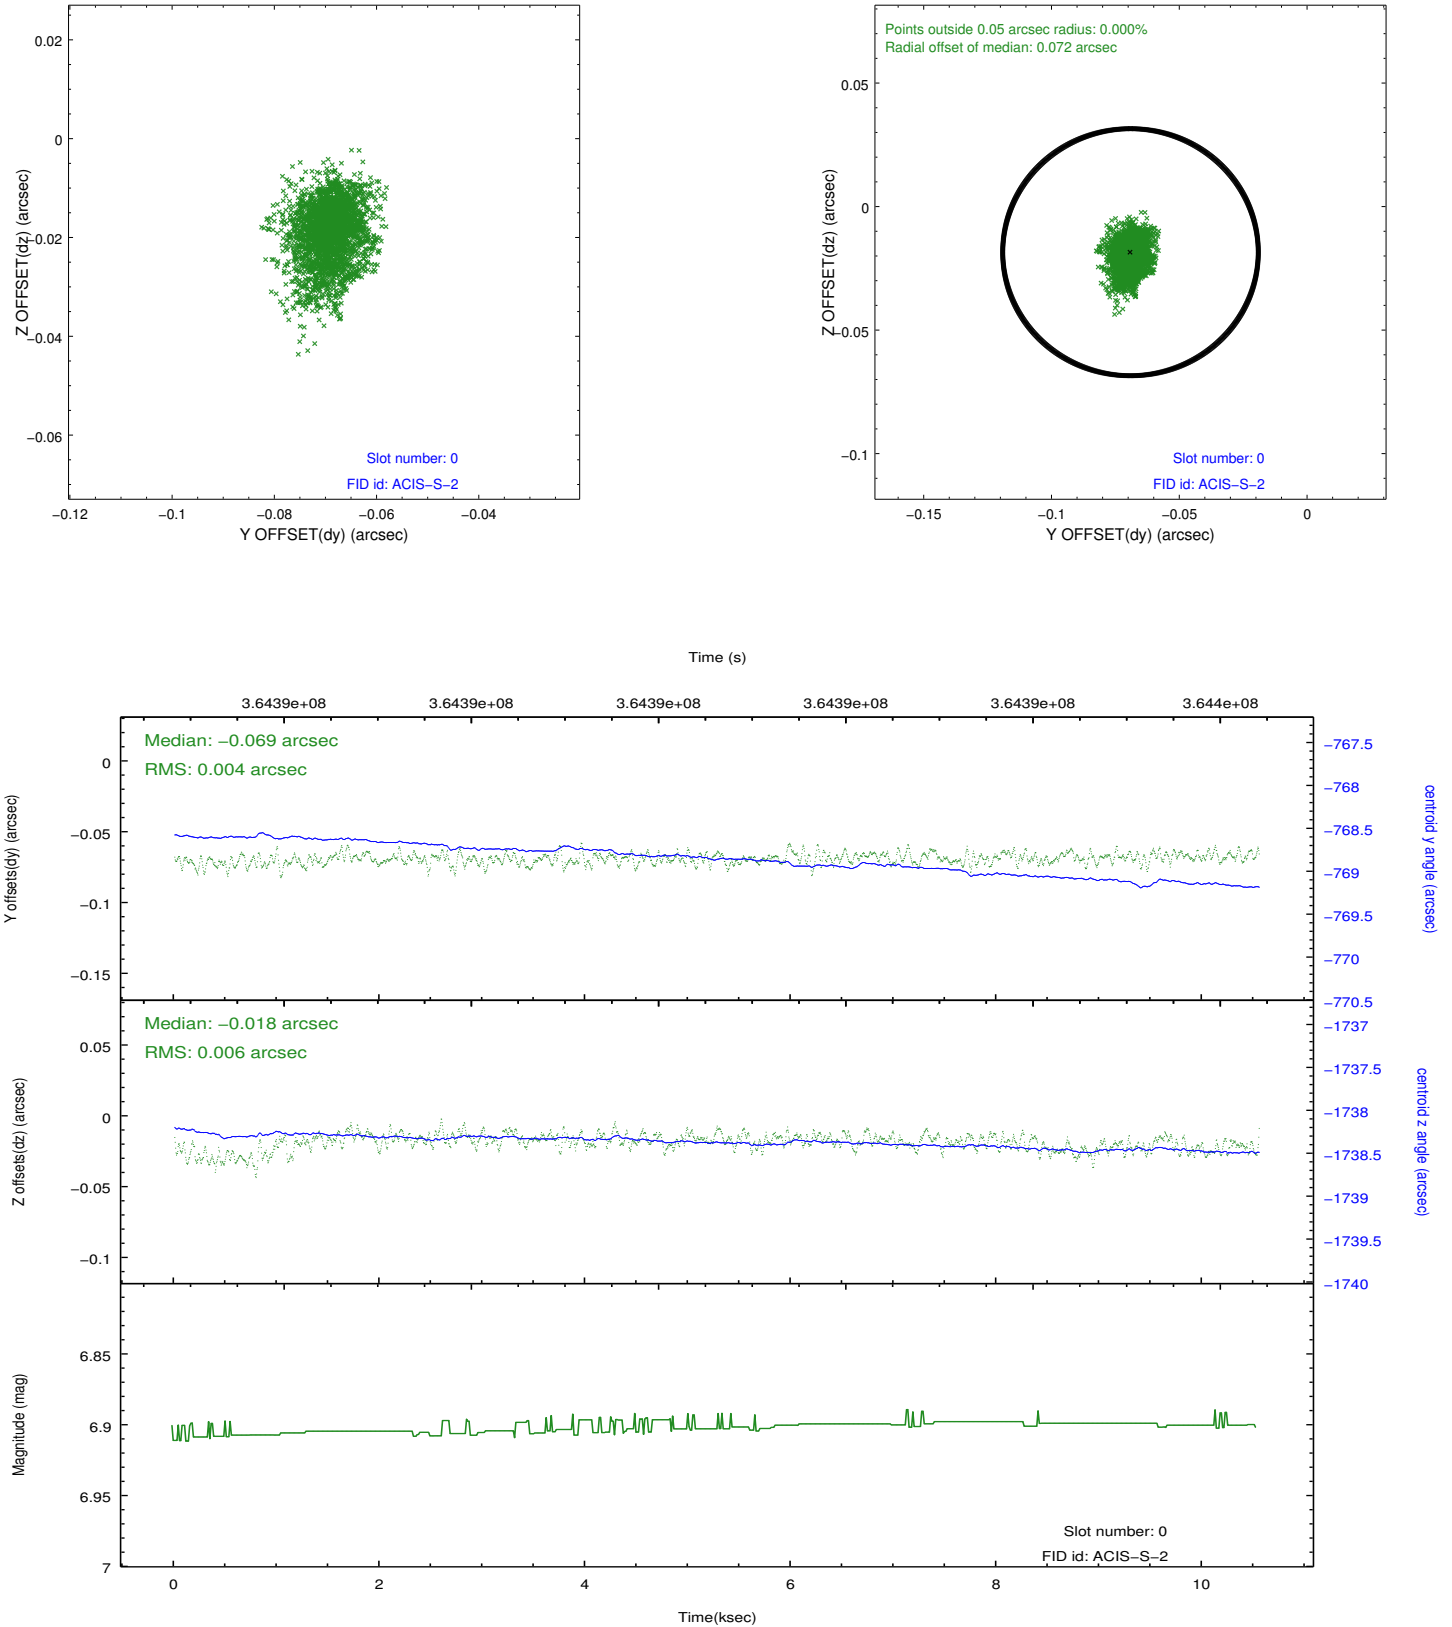 0.02
0
−0.02
−0.04
−0.06
Z OFFSET(dz) (arcsec)
Slot number: 0
FID id: ACIS−S−2
−0.12
−0.1
−0.08
−0.06
−0.04
Y OFFSET(dy) (arcsec)
Points outside 0.05 arcsec radius: 0.000%
Radial offset of median: 0.072 arcsec
0.05
0
−0.05
−0.1
Z OFFSET(dz) (arcsec)
Slot number: 0
FID id: ACIS−S−2
−0.15
−0.1
−0.05
0
Y OFFSET(dy) (arcsec)
Time (s)
3.6439e+08
3.6439e+08
3.6439e+08
3.6439e+08
3.6439e+08
3.644e+08
Median: −0.069 arcsec
RMS: 0.004 arcsec
0
−0.05
−0.1
−0.15
Y offsets(dy) (arcsec)
−767.5
−768
−768.5
−769
−769.5
−770
−770.5
centroid y angle (arcsec)
Median: −0.018 arcsec
RMS: 0.006 arcsec
0.05
0
−0.05
−0.1
Z offsets(dz) (arcsec)
−1737
−1737.5
−1738
−1738.5
−1739
−1739.5
−1740
centroid z angle (arcsec)
6.85
6.9
6.95
7
Magnitude (mag)
Slot number: 0
FID id: ACIS−S−2
0
2
4
6
8
10
Time(ksec)